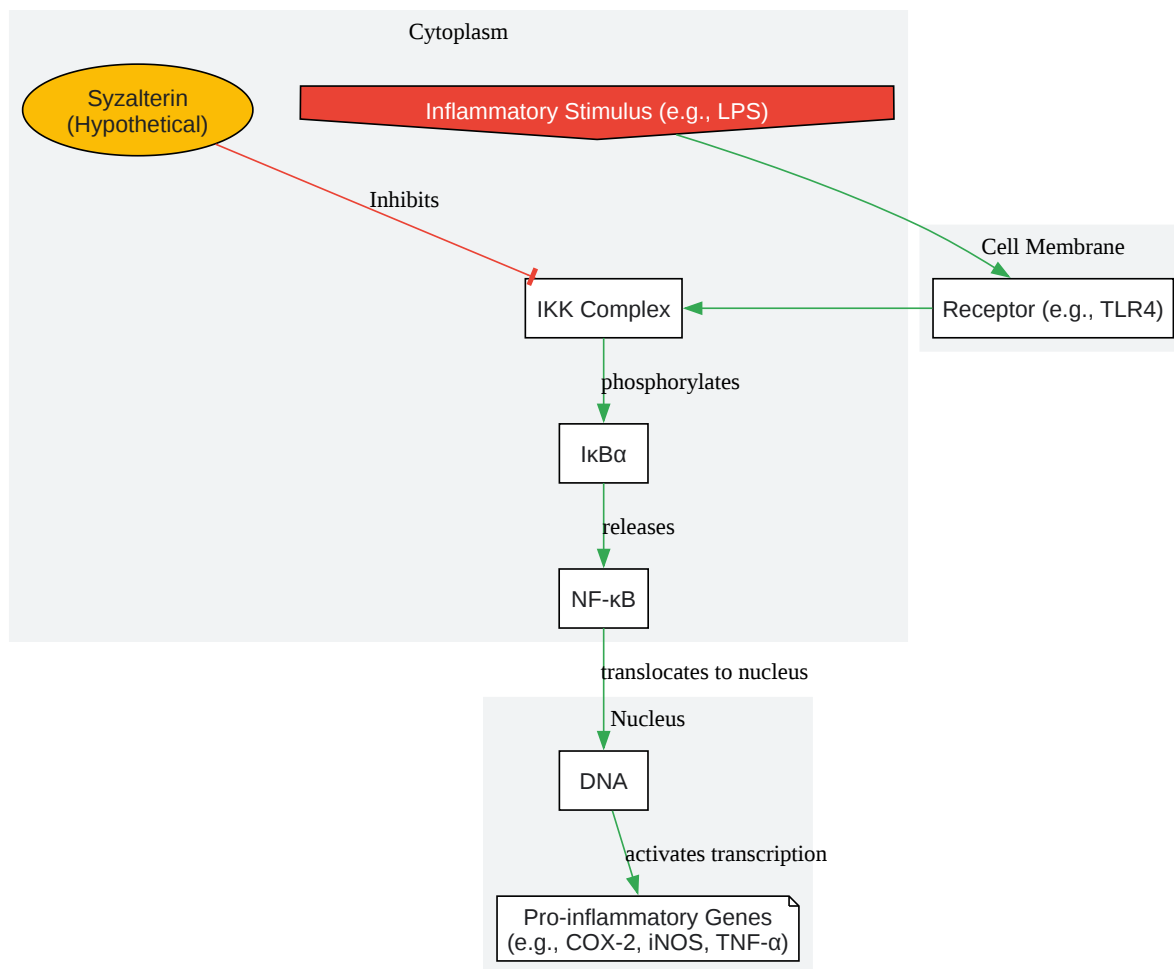 Cytoplasm
Syzalterin
(Hypothetical)
Inflammatory Stimulus (e.g., LPS)
Inhibits
Cell Membrane
IKK Complex
Receptor (e.g., TLR4)
phosphorylates
IκBα
releases
NF-κB
translocates to nucleus
Nucleus
DNA
activates transcription
Pro-inflammatory Genes
(e.g., COX-2, iNOS, TNF-α)